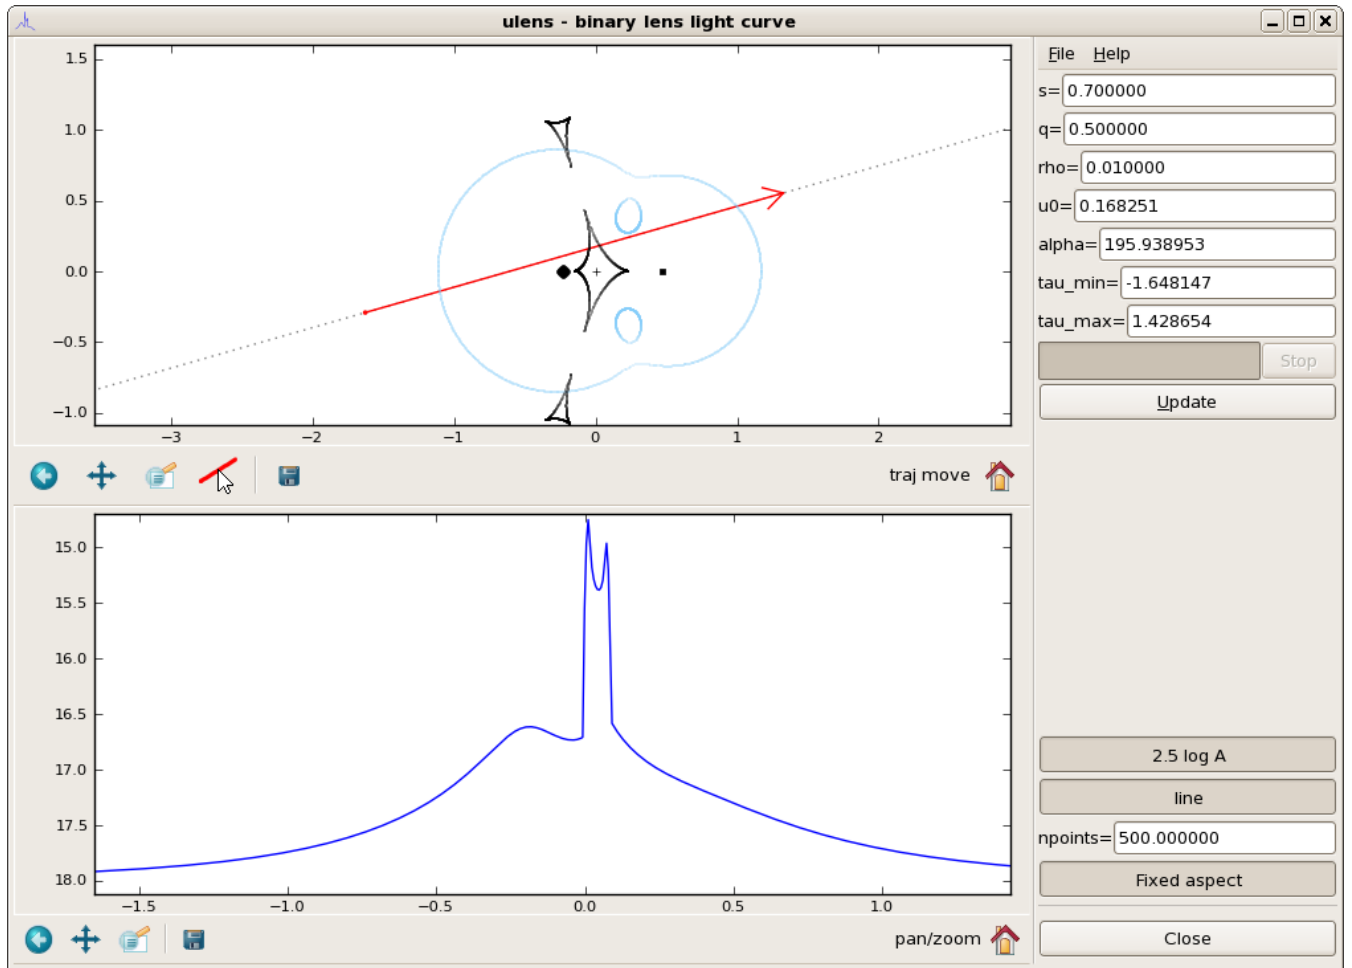 ulens - binary lens light curve
File Help
s= 0.700000
q= 0.500000
rho= 0.010000
u0= 0.168251
alpha= 195.938953
tau_min= -1.648147
tau_max= 1.428654
Stop
Update
1.5
1.0
0.5
0.0
−0.5
−1.0
−3 −2 −1 0 1 2
traj move
15.0
15.5
16.0
16.5
17.0
17.5
18.0
−1.5 −1.0 −0.5 0.0 0.5 1.0
pan/zoom
2.5 log A
line
npoints= 500.000000
Fixed aspect
Close